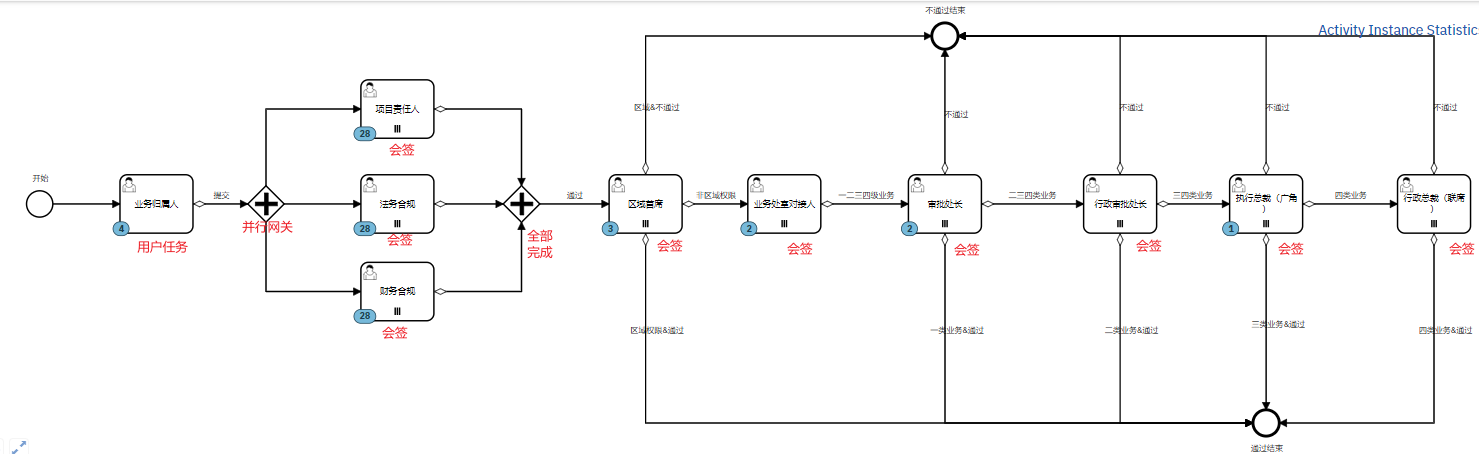 不通过结束
Activity Instance Statistic
项目责任人
28
会签
区域&不通过
不通过
不通过
不通过
不通过
开始
业务归属人
4
用户任务
提交
并行网关
法务合规
28
会签
全部
完成
通过
区域首席
3
会签
非区域权限
业务处室对接人
2
会签
一二三四级业务
审批处长
2
会签
二三四类业务
行政审批处长
会签
三四类业务
执行总裁（广角
）
1
会签
四类业务
行政总裁（联席
）
会签
财务合规
28
会签
区域权限&通过
一类业务&通过
二类业务&通过
三类业务&通过
四类业务&通过
通过结束